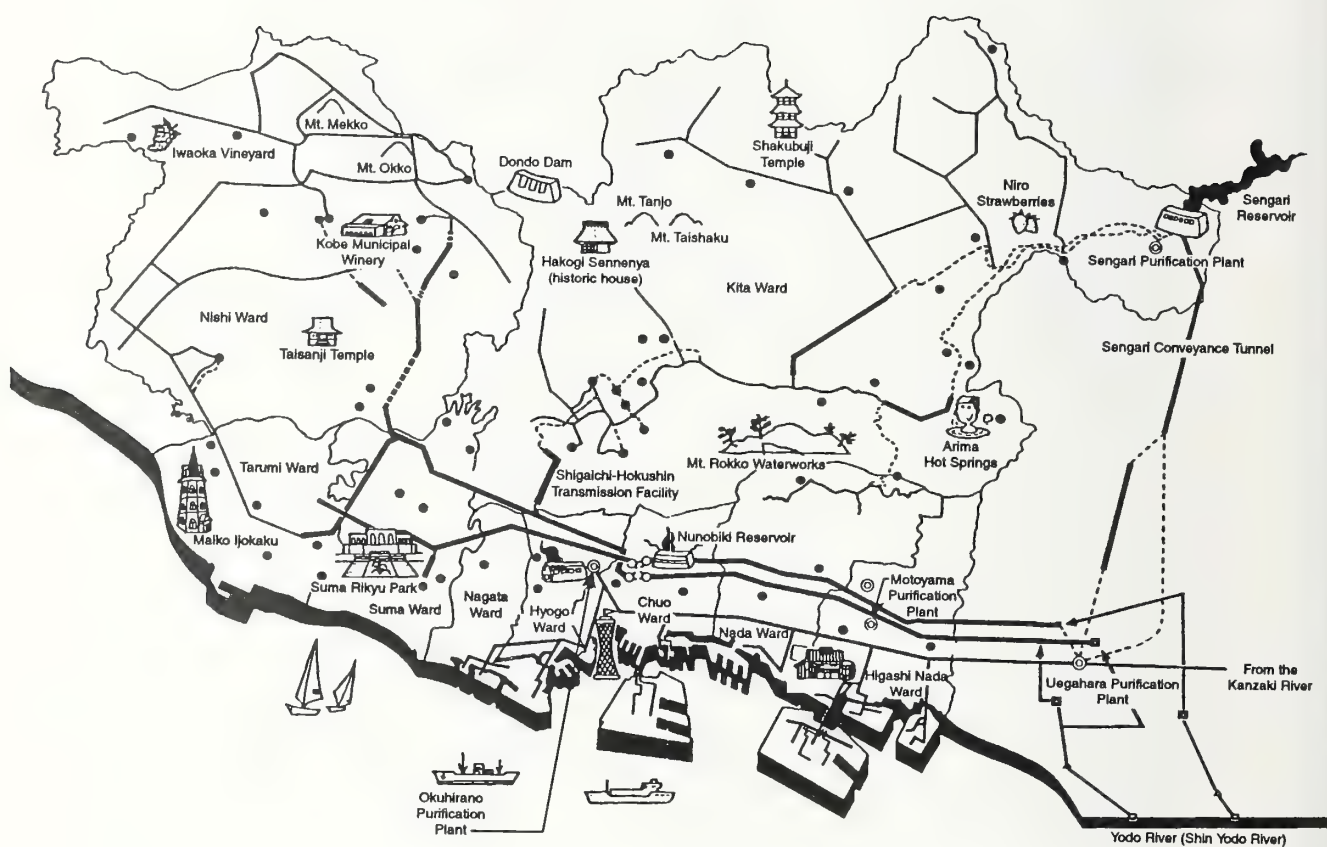 Mt. Mekko
Iwaoka Vineyard
Mt. Okko
Dondo Dam
Shakubuji
Temple
Niro
Strawberries
Sengari
Reservoir
Mt. Tanjo
Mt. Taishaku
Kobe Municipal
Winery
Hakogi Sennenya
(historic house)
Sengari Purification Plant
Kita Ward
Nishi Ward
Taisanji Temple
Sengari Conveyance Tunnel
Arima
Hot Springs
Tarumi Ward
Mt. Rokko Waterworks
Shigaichi-Hokushin
Transmission Facility
Maiko Ijokaku
Nunobiki Reservoir
Suma Rikyu Park
Suma Ward
Nagata
Ward
Hyogo
Ward
Chuo
Ward
Nada Ward
Motoyama
Purification
Plant
Higashi Nada
Ward
Uegahara Purification
Plant
From the
Kanzaki River
Okuhirano
Purification
Plant
Yodo River (Shin Yodo River)